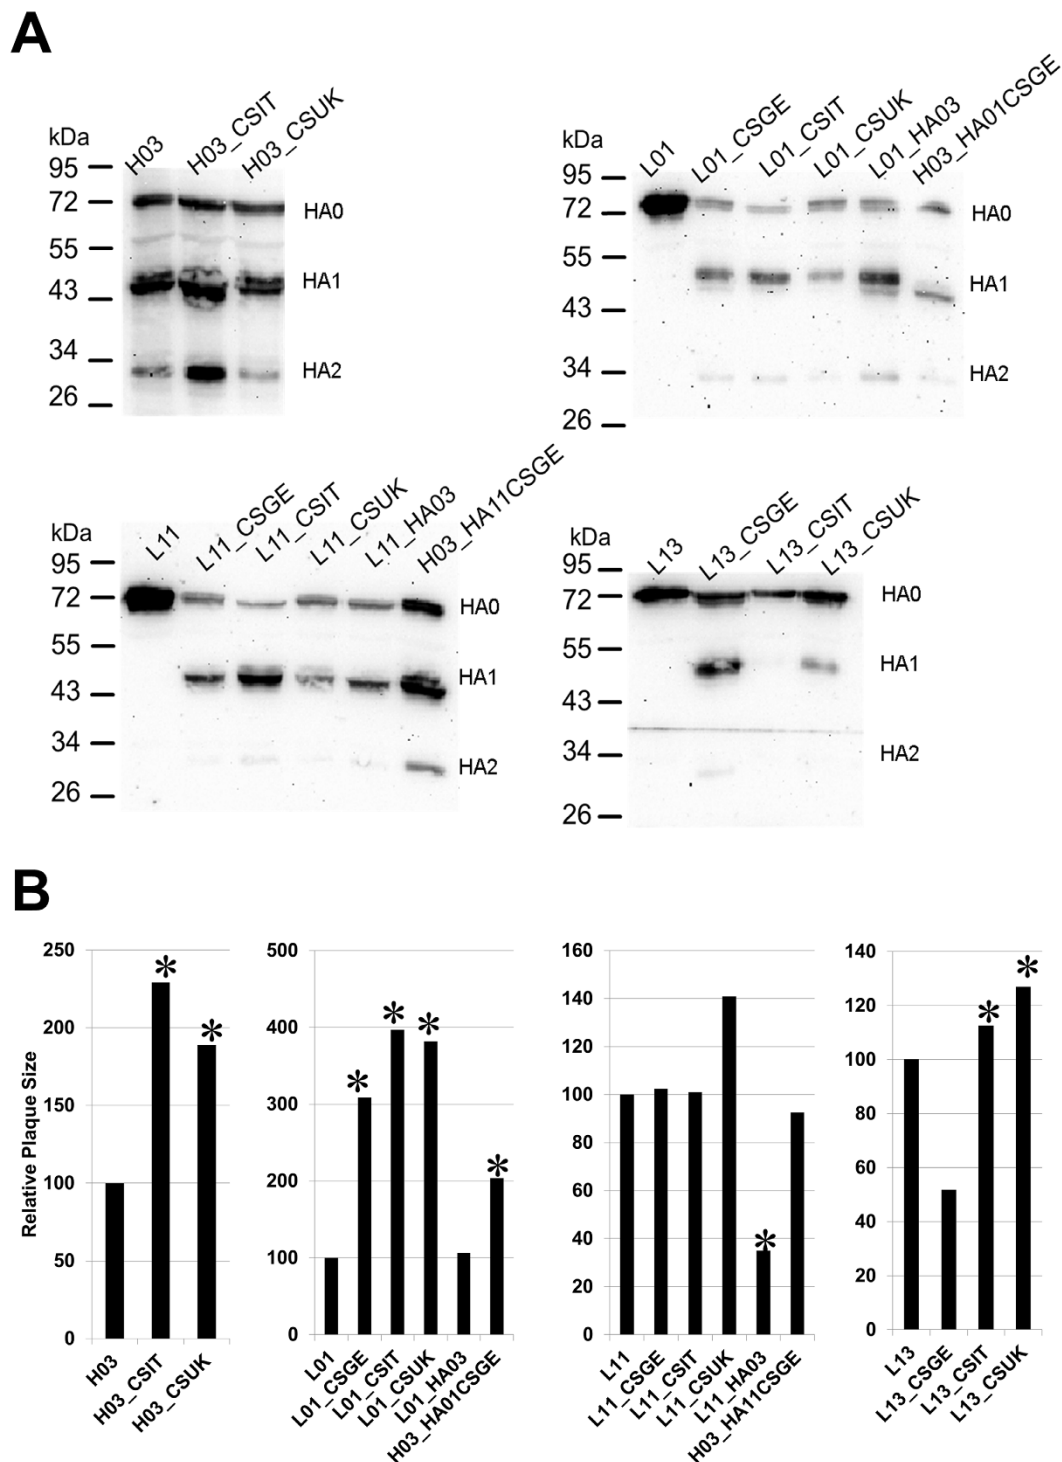 A
kDa
H03
H03_CSIT
H03_CSUK
95
72
55
43
34
26
HA0
HA1
HA2
kDa
L01
L01_CSGE
L01_CSIT
L01_CSUK
L01_HA03
H03_HA01CSGE
95
72
55
43
34
26
HA0
HA1
HA2
kDa
L11
L11_CSGE
L11_CSIT
L11_CSUK
L11_HA03
H03_HA11CSGE
95
72
55
43
34
26
HA0
HA1
HA2
kDa
L13
L13_CSGE
L13_CSIT
L13_CSUK
95
72
55
43
34
26
HA0
HA1
HA2
B
Relative Plaque Size
250
200
150
100
50
0
*
*
H03
H03_CSIT
H03_CSUK
500
400
300
200
100
0
*
*
*
*
L01
L01_CSGE
L01_CSIT
L01_CSUK
L01_HA03
H03_HA01CSGE
160
140
120
100
80
60
40
20
0
*
L11
L11_CSGE
L11_CSIT
L11_CSUK
L11_HA03
H03_HA11CSGE
140
120
100
80
60
40
20
0
*
*
L13
L13_CSGE
L13_CSIT
L13_CSUK